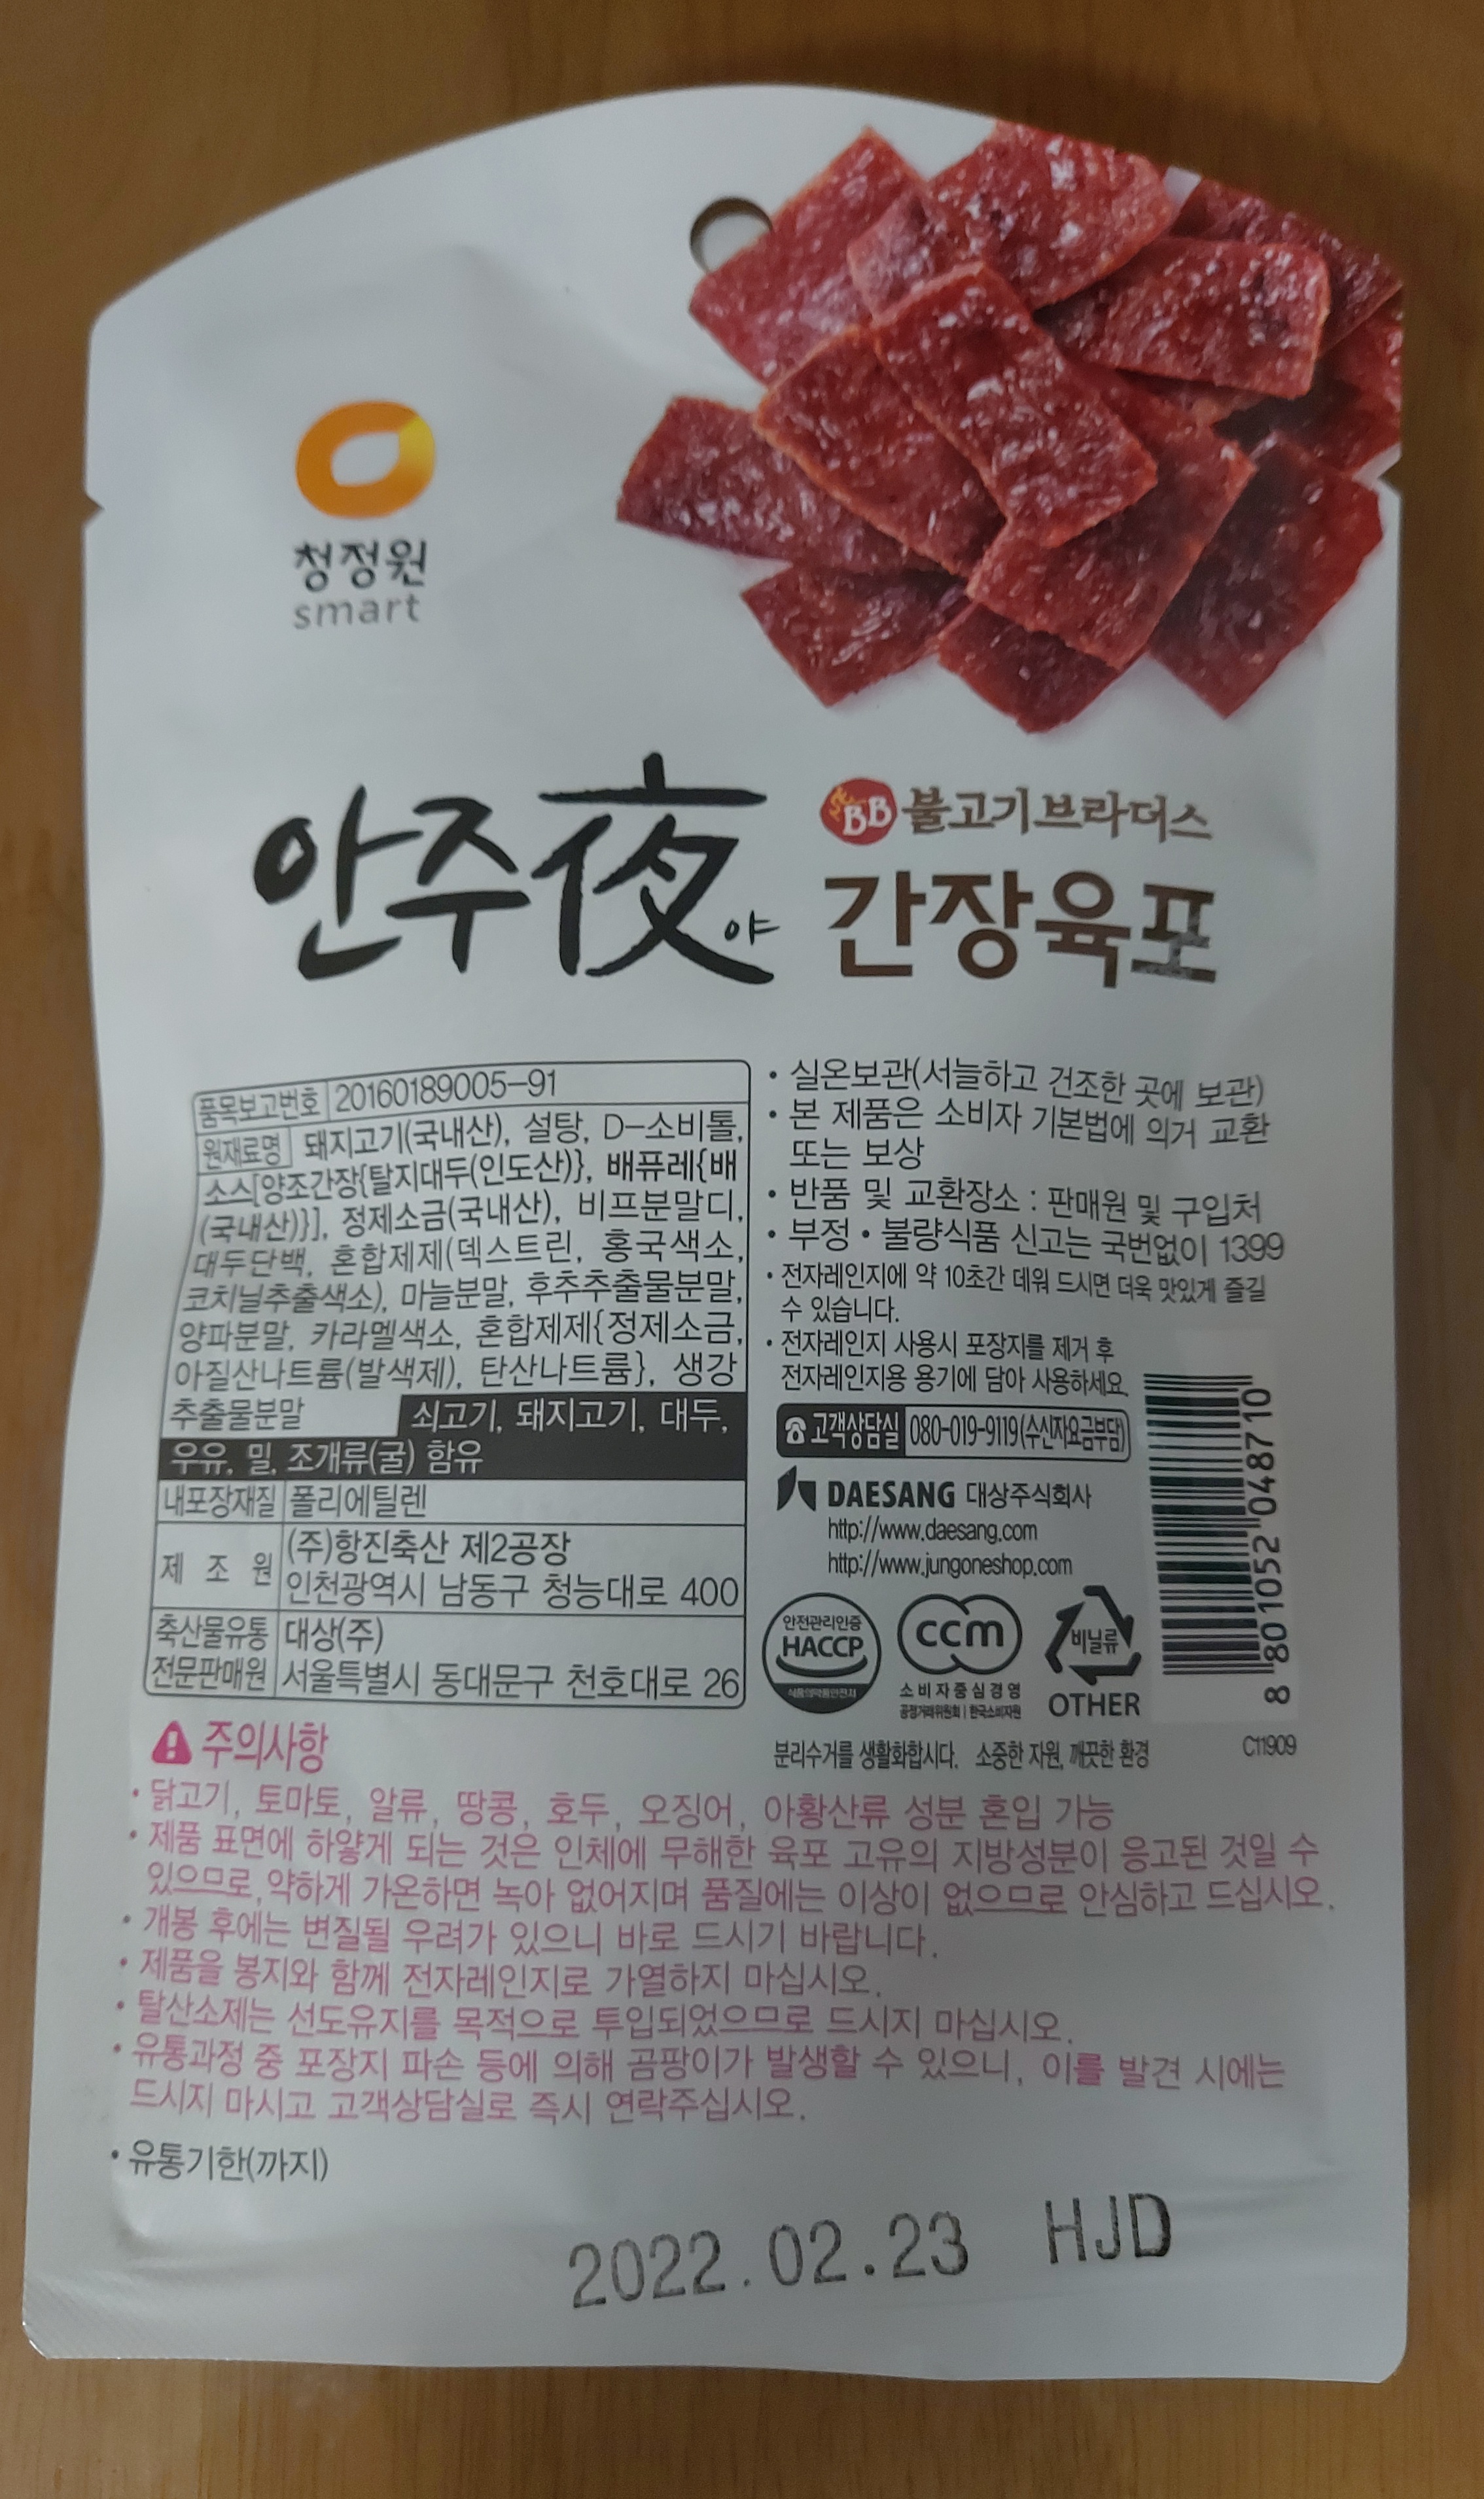 청정원
smart
안주夜야
BB 불고기브라더스
간장육포
품목보고번호 20160189005-91
원재료명 돼지고기(국내산), 설탕, D-소비톨,
소스[양조간장{탈지대두(인도산)}, 배퓨레{배
(국내산)}], 정제소금(국내산), 비프분말디,
대두단백, 혼합제제(덱스트린, 홍국색소,
코치닐추출색소), 마늘분말, 후추추출물분말,
양파분말, 카라멜색소, 혼합제제{정제소금,
아질산나트륨(발색제), 탄산나트륨}, 생강
추출물분말 쇠고기, 돼지고기, 대두,
우유, 밀, 조개류(굴) 함유
내포장재질 폴리에틸렌
제 조 원 (주)항진축산 제2공장
인천광역시 남동구 청능대로 400
축산물유통 대상(주)
전문판매원 서울특별시 동대문구 천호대로 26
• 실온보관(서늘하고 건조한 곳에 보관)
• 본 제품은 소비자 기본법에 의거 교환
또는 보상
• 반품 및 교환장소 : 판매원 및 구입처
• 부정•불량식품 신고는 국번없이 1399
• 전자레인지에 약 10초간 데워 드시면 더욱 맛있게 즐길
수 있습니다.
• 전자레인지 사용시 포장지를 제거 후
전자레인지용 용기에 담아 사용하세요.
☎고객상담실 080-019-9119(수신자요금부담)
DAESANG 대상주식회사
http://www.daesang.com
http://www.jungoneshop.com
안전관리인증
HACCP
식품의약품안전처
ccm
소비자중심경영
공정거래위원회 | 한국소비자원
비닐류
OTHER
8 801052 048710
분리수거를 생활화합시다. 소중한 자원, 깨끗한 환경
C11909
주의사항
• 닭고기, 토마토, 알류, 땅콩, 호두, 오징어, 아황산류 성분 혼입 가능
• 제품 표면에 하얗게 되는 것은 인체에 무해한 육포 고유의 지방성분이 응고된 것일 수
있으므로,약하게 가온하면 녹아 없어지며 품질에는 이상이 없으므로 안심하고 드십시오.
• 개봉 후에는 변질될 우려가 있으니 바로 드시기 바랍니다.
• 제품을 봉지와 함께 전자레인지로 가열하지 마십시오.
• 탈산소제는 선도유지를 목적으로 투입되었으므로 드시지 마십시오.
• 유통과정 중 포장지 파손 등에 의해 곰팡이가 발생할 수 있으니, 이를 발견 시에는
드시지 마시고 고객상담실로 즉시 연락주십시오.
• 유통기한(까지)
2022.02.23 HJD